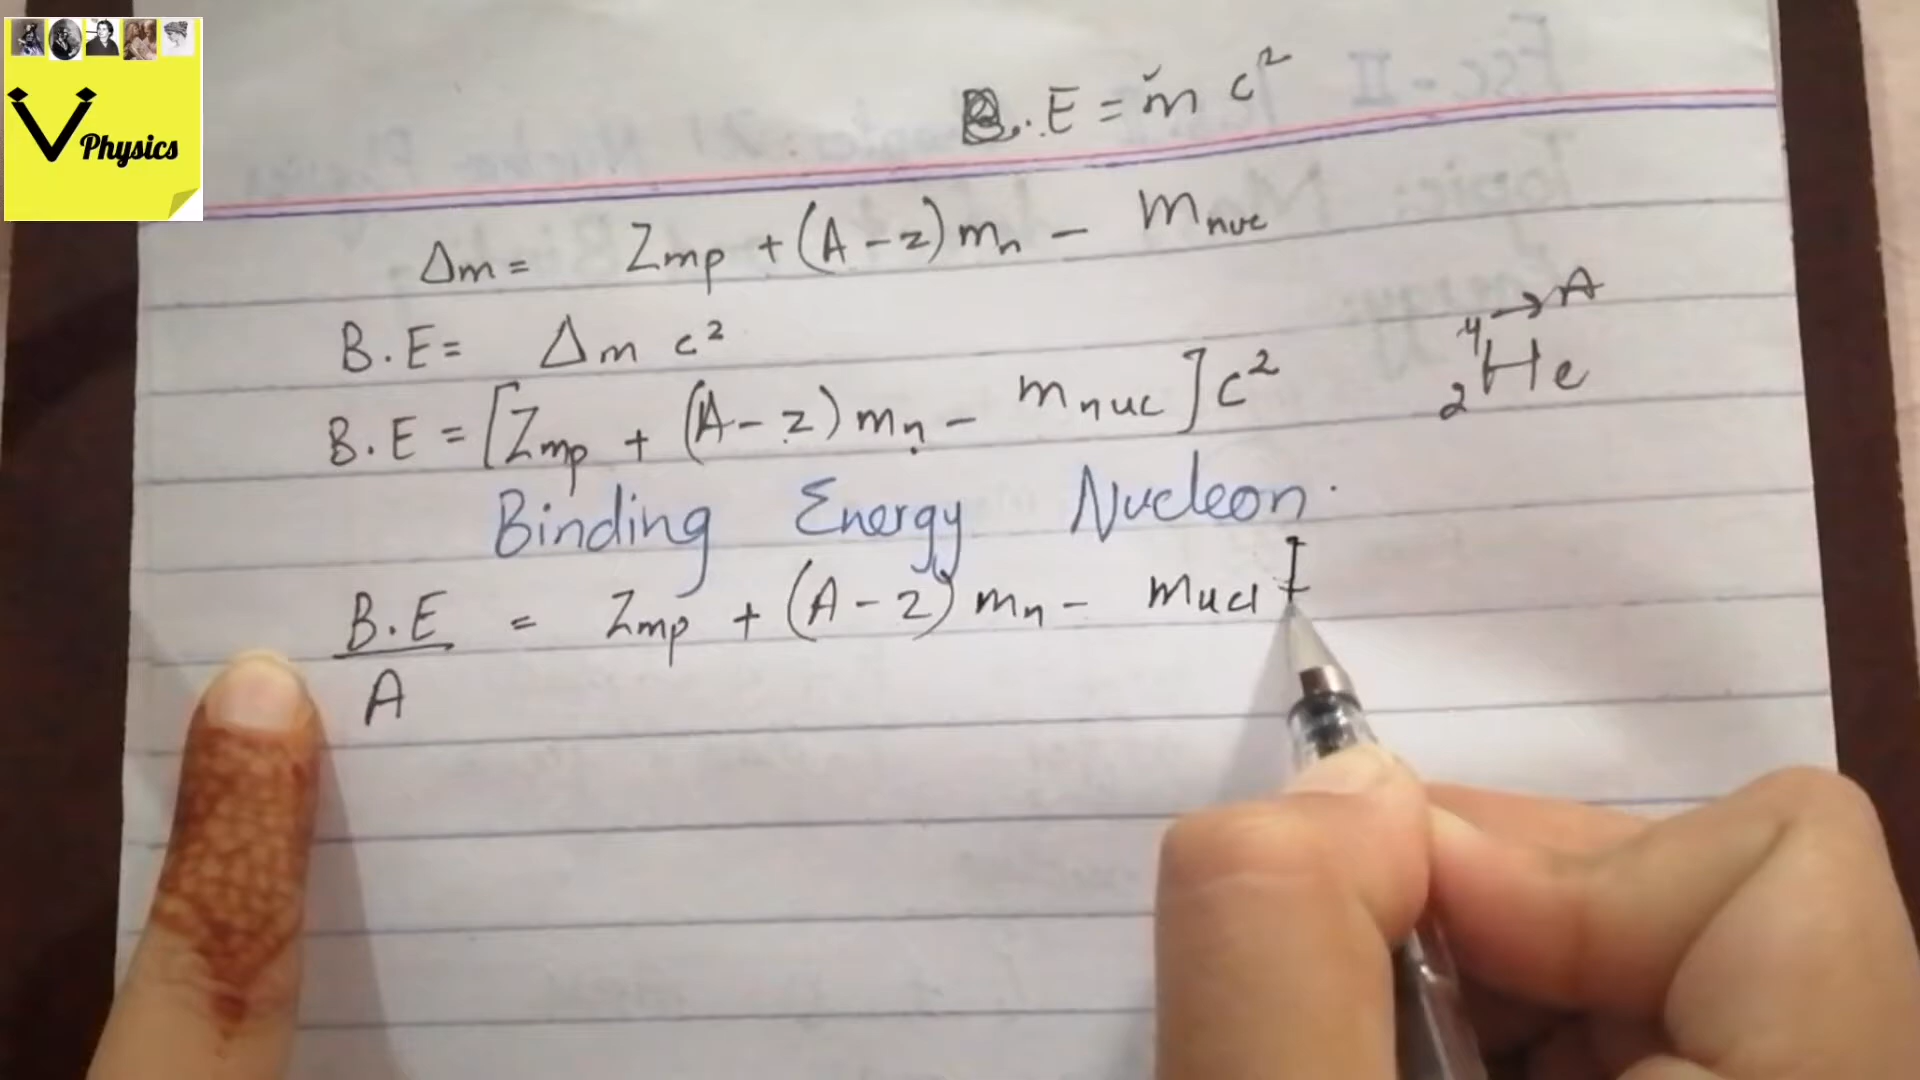 V Physics
E = mc²
Δm = Zmp + (A - z) mn - mnuc
B.E = Δm c²
B.E = [Zmp + (A - z) mn - mnuc] c²
4 → A
2 He
Binding Energy Nucleon.
B.E / A = Zmp + (A - z) mn - mucl ]